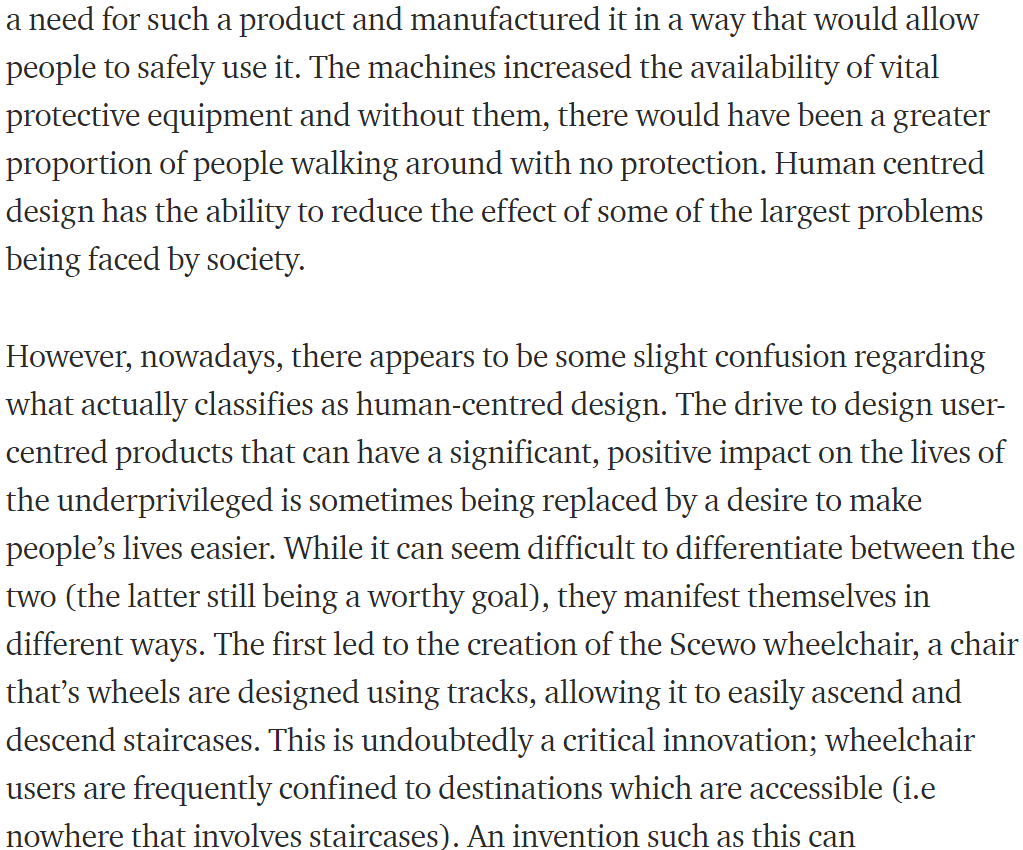 a need for such a product and manufactured it in a way that would allow
people to safely use it. The machines increased the availability of vital
protective equipment and without them, there would have been a greater
proportion of people walking around with no protection. Human centred
design has the ability to reduce the effect of some of the largest problems
being faced by society.
However, nowadays, there appears to be some slight confusion regarding
what actually classifies as human-centred design. The drive to design user-
centred products that can have a significant, positive impact on the lives of
the underprivileged is sometimes being replaced by a desire to make
people’s lives easier. While it can seem difficult to differentiate between the
two (the latter still being a worthy goal), they manifest themselves in
different ways. The first led to the creation of the Scewo wheelchair, a chair
that’s wheels are designed using tracks, allowing it to easily ascend and
descend staircases. This is undoubtedly a critical innovation; wheelchair
users are frequently confined to destinations which are accessible (i.e
nowhere that involves staircases). An invention such as this can